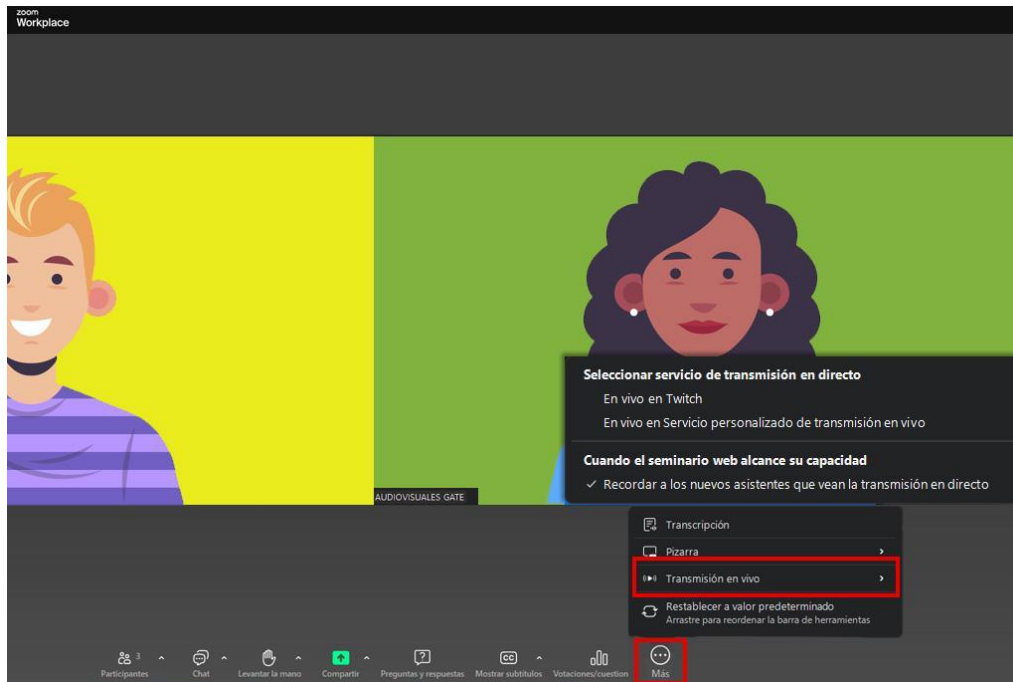 zoom
Workplace
AUDIOVISUALES GATE
Seleccionar servicio de transmisión en directo
En vivo en Twitch
En vivo en Servicio personalizado de transmisión en vivo
Cuando el seminario web alcance su capacidad
Recordar a los nuevos asistentes que vean la transmisión en directo
Transcripción
Pizarra
Transmisión en vivo
Restablecer a valor predeterminado
Arrastre para reordenar la barra de herramientas
3
CC
Participantes Chat Levantar la mano Compartir Preguntas y respuestas Mostrar subtítulos Votaciones/cuestion Más